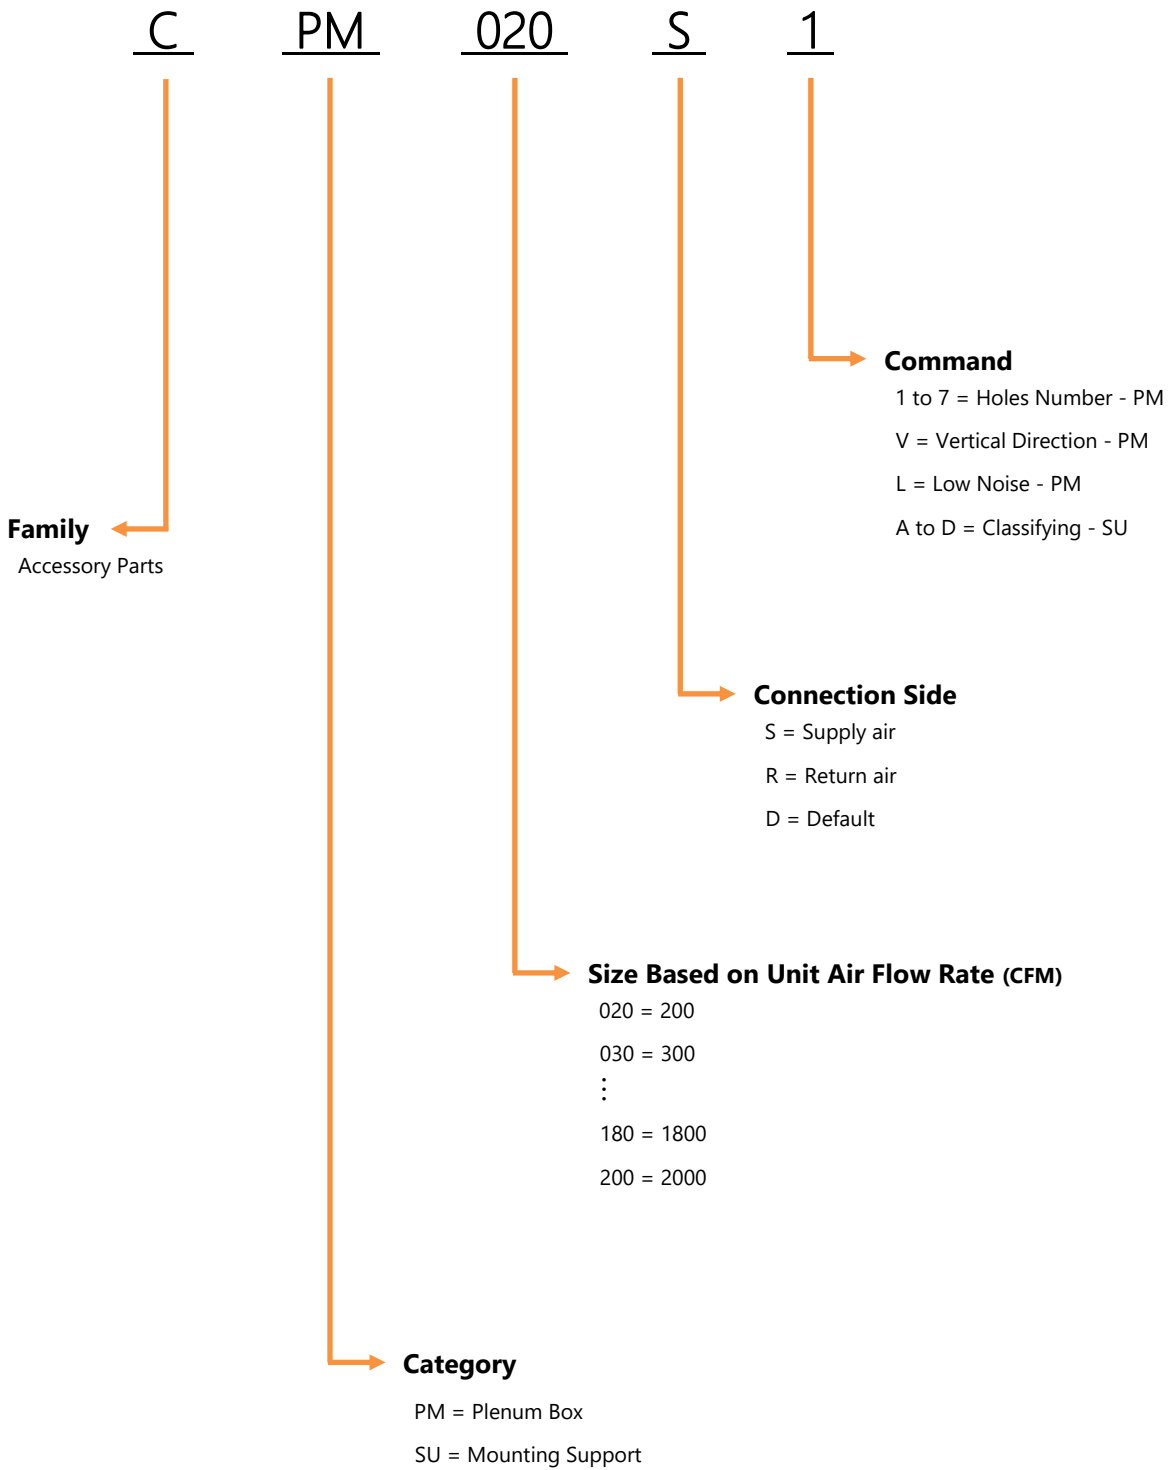 C PM 020 S 1
Command
1 to 7 = Holes Number - PM
V = Vertical Direction - PM
L = Low Noise - PM
A to D = Classifying - SU
Family
Accessory Parts
Connection Side
S = Supply air
R = Return air
D = Default
Size Based on Unit Air Flow Rate (CFM)
020 = 200
030 = 300
⋮
180 = 1800
200 = 2000
Category
PM = Plenum Box
SU = Mounting Support